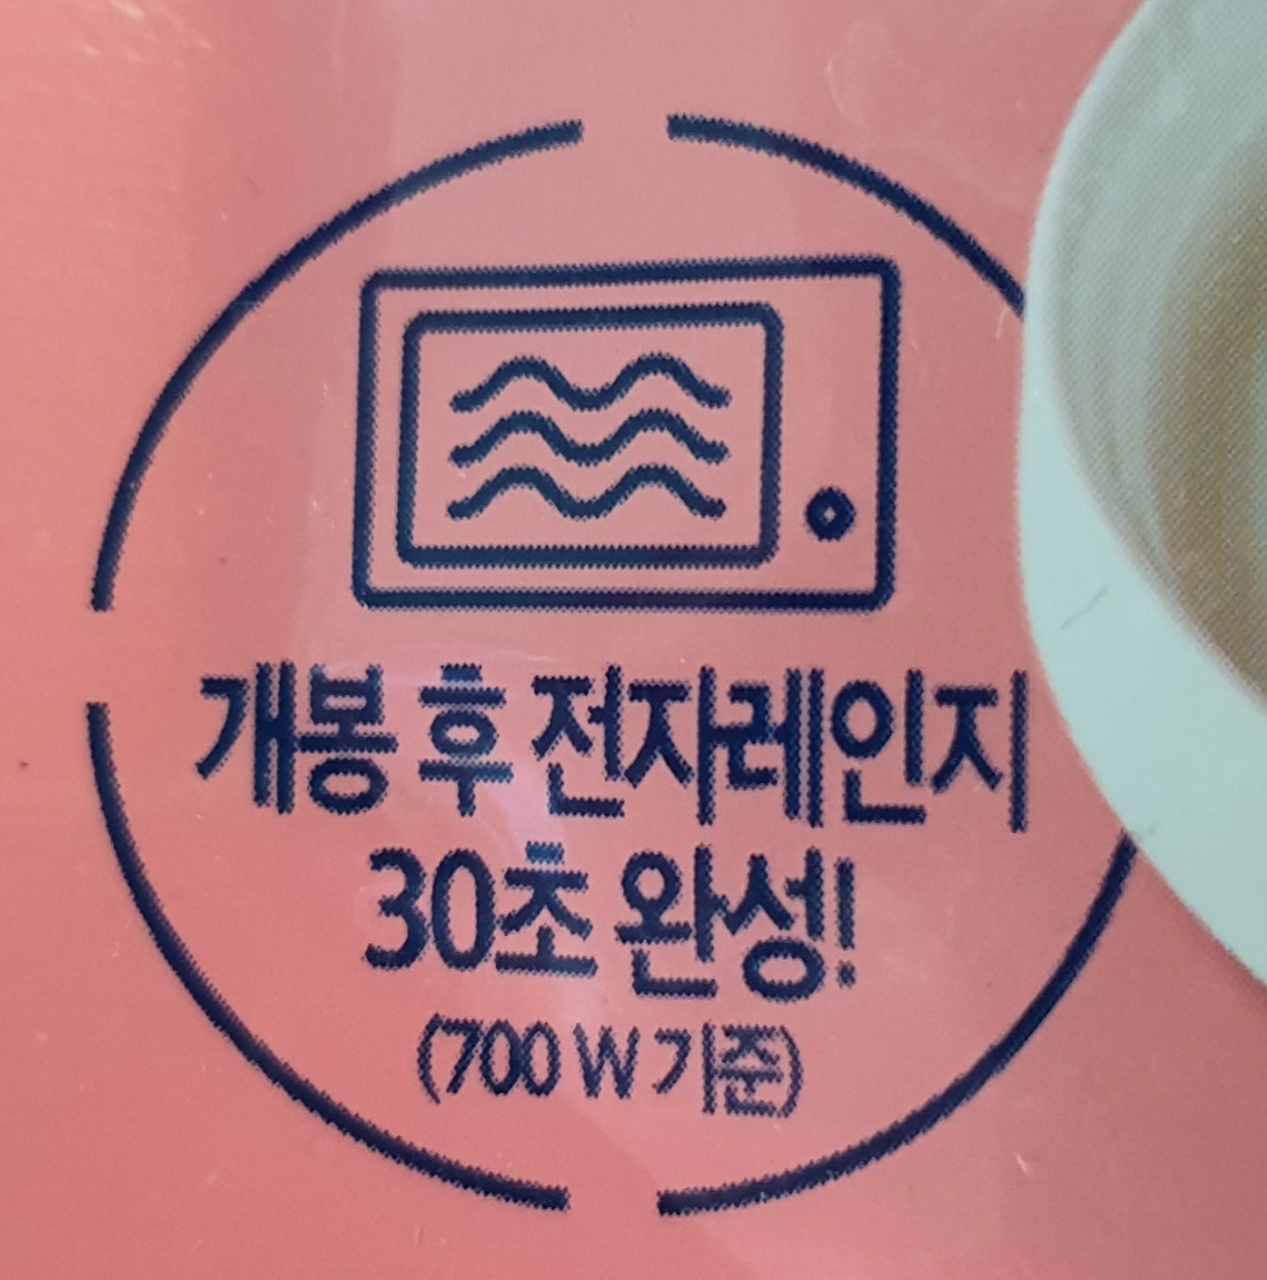 개봉 후 전자레인지
30초 완성!
(700 W 기준)